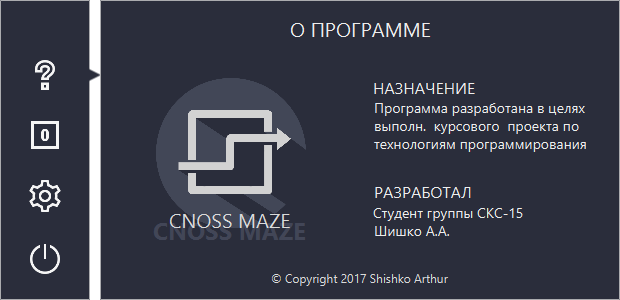 О ПРОГРАММЕ
0
CNOSS MAZE
CNOSS MAZE
НАЗНАЧЕНИЕ
Программа разработана в целях
выполн. курсового проекта по
технологиям программирования
РАЗРАБОТАЛ
Студент группы СКС-15
Шишко А.А.
© Copyright 2017 Shishko Arthur